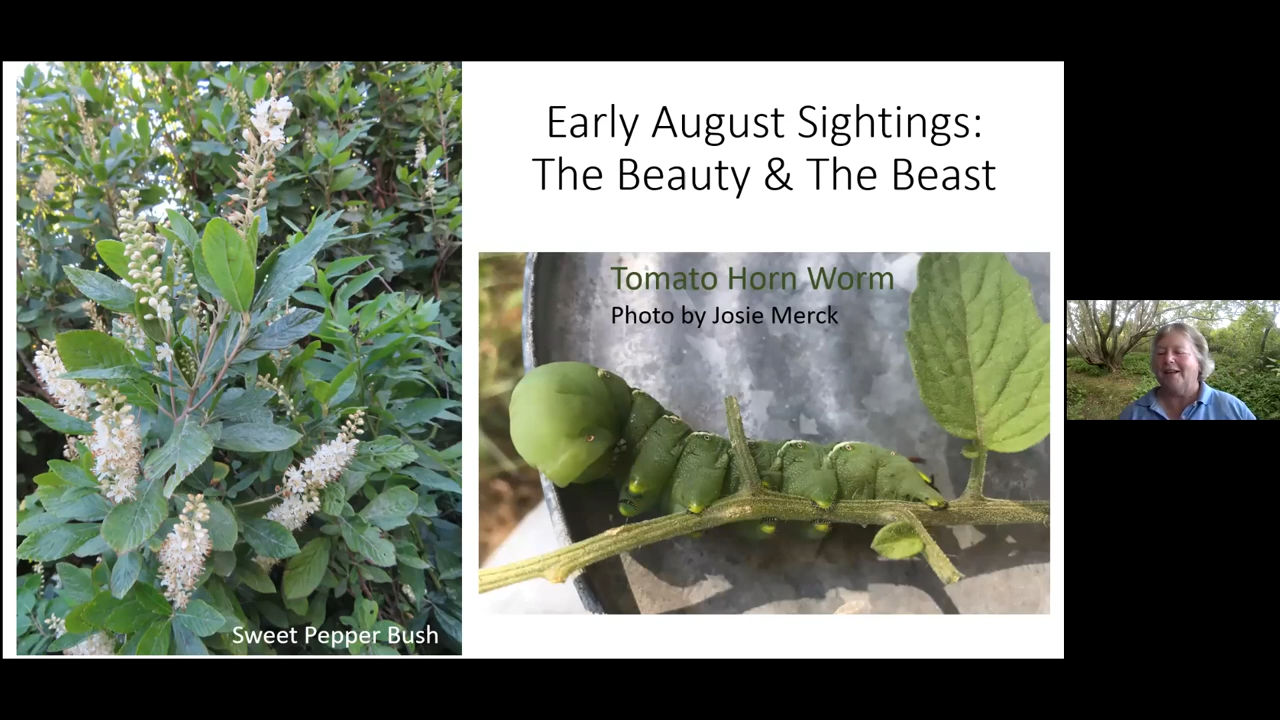 Early August Sightings:
The Beauty & The Beast
Tomato Horn Worm
Photo by Josie Merck
Sweet Pepper Bush